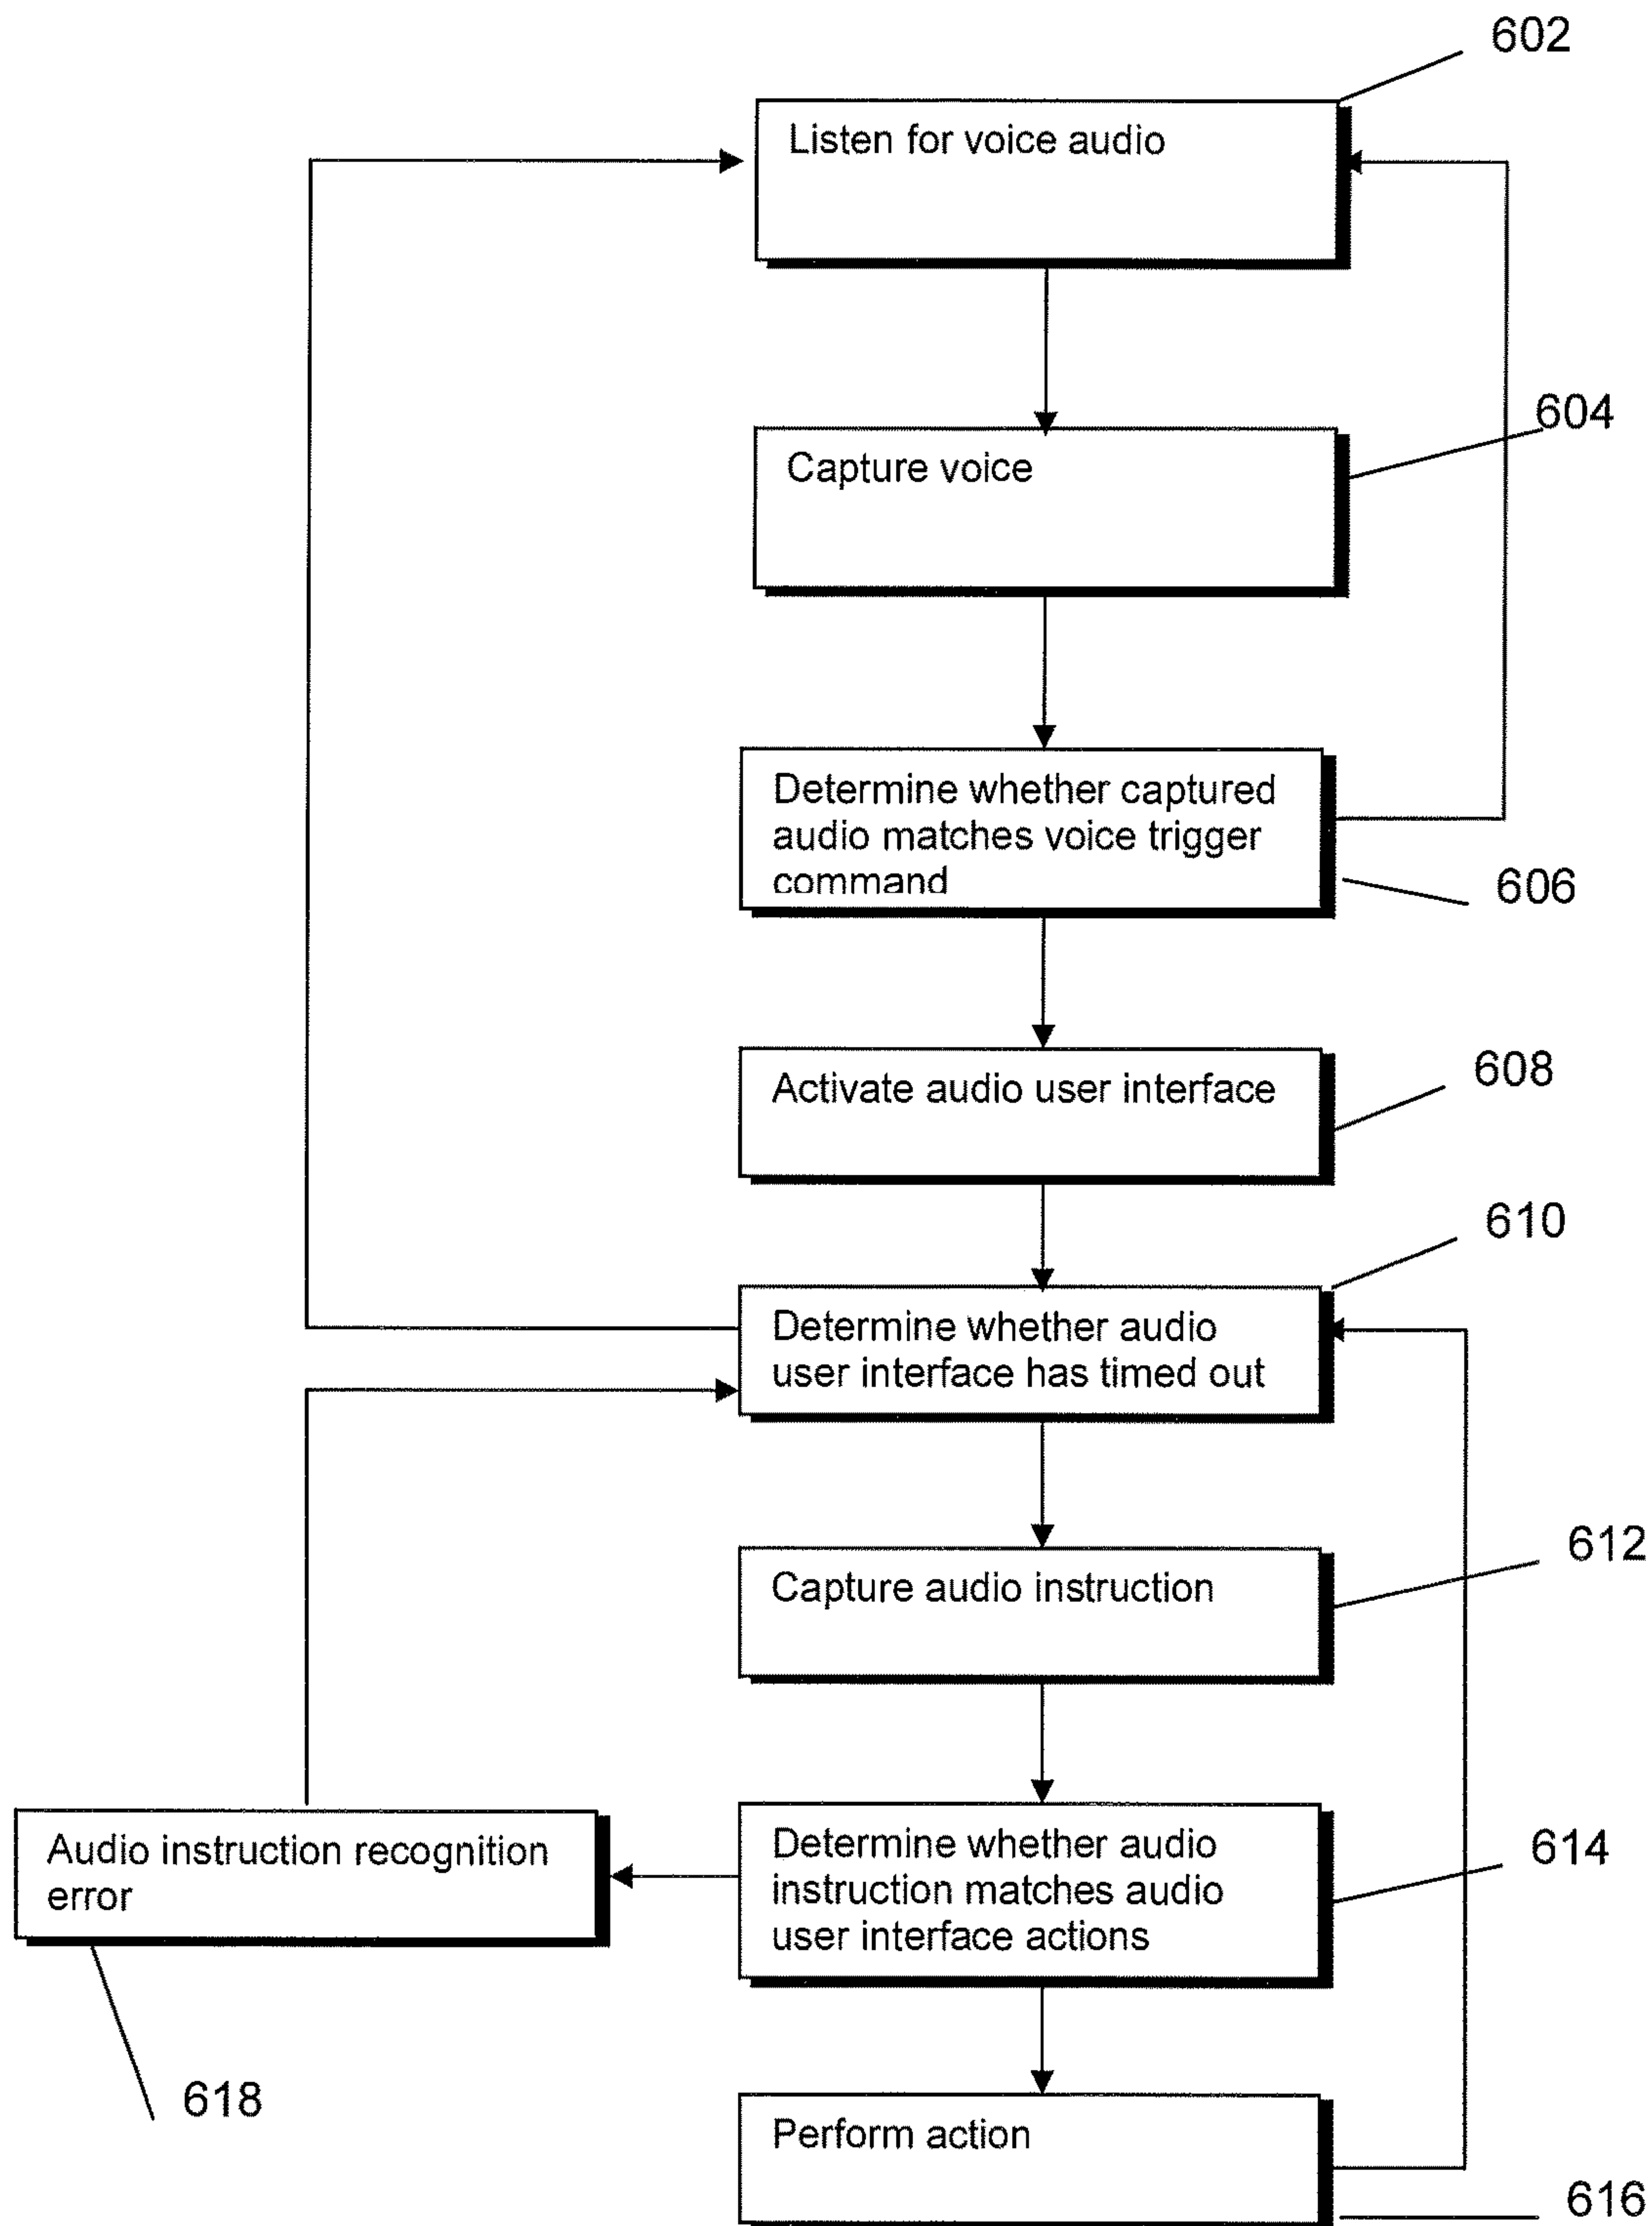 602
Listen for voice audio
604
Capture voice
Determine whether captured
audio matches voice trigger
command
606
608
Activate audio user interface
610
Determine whether audio
user interface has timed out
612
Capture audio instruction
Audio instruction recognition
error
Determine whether audio
instruction matches audio
user interface actions
614
618
Perform action
616